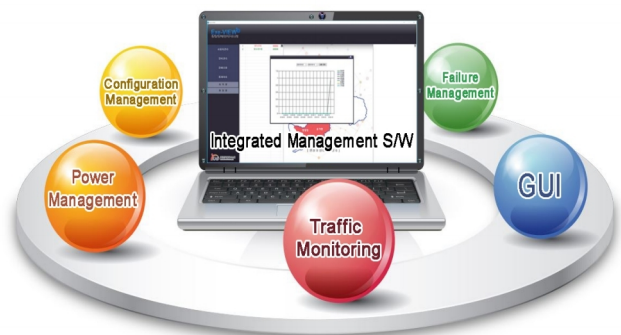 Configuration
Management
Failure
Management
Integrated Management S/W
Power
Management
GUI
Traffic
Monitoring